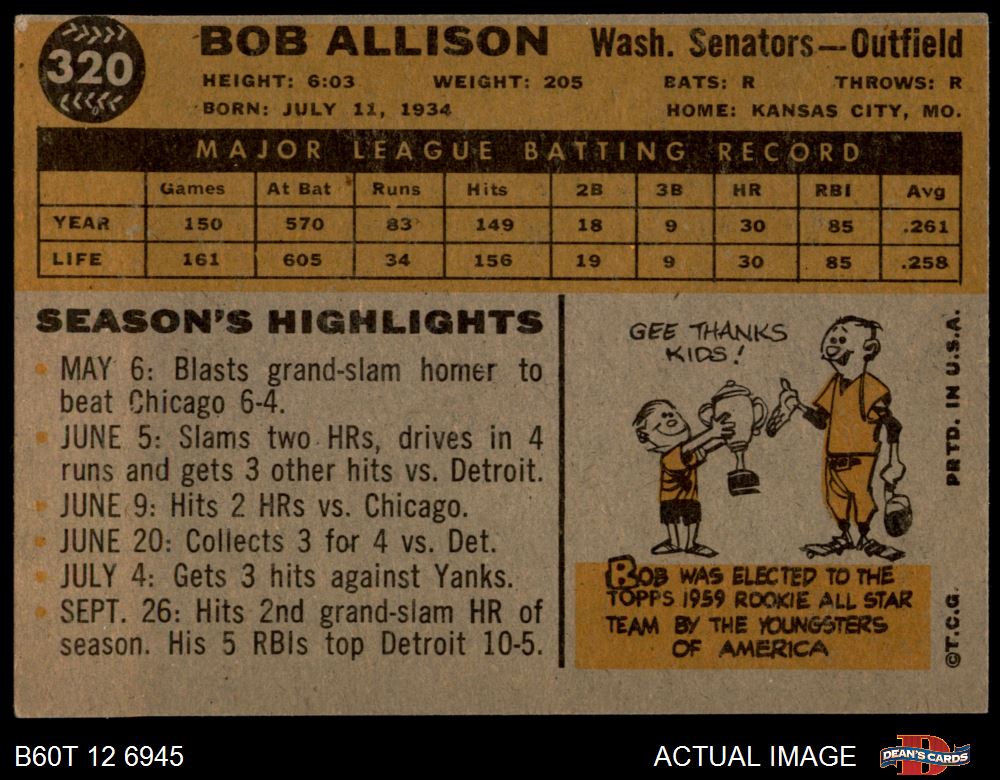 320
BOB ALLISON Wash. Senators—Outfield
HEIGHT: 6:03 WEIGHT: 205 BATS: R THROWS: R
BORN: JULY 11, 1934 HOME: KANSAS CITY, MO.
MAJOR LEAGUE BATTING RECORD
Games At Bat Runs Hits 2B 3B HR RBI Avg
YEAR 150 570 83 149 18 9 30 85 .261
LIFE 161 605 34 156 19 9 30 85 .258
SEASON'S HIGHLIGHTS
MAY 6: Blasts grand-slam homer to
beat Chicago 6-4.
JUNE 5: Slams two HRs, drives in 4
runs and gets 3 other hits vs. Detroit.
JUNE 9: Hits 2 HRs vs. Chicago.
JUNE 20: Collects 3 for 4 vs. Det.
JULY 4: Gets 3 hits against Yanks.
SEPT. 26: Hits 2nd grand-slam HR of
season. His 5 RBIs top Detroit 10-5.
GEE THANKS
KIDS!
BOB WAS ELECTED TO THE
TOPPS 1959 ROOKIE ALL STAR
TEAM BY THE YOUNGSTERS
OF AMERICA
©T.C.G. PRTD. IN U.S.A.
B60T 12 6945 ACTUAL IMAGE DEAN'S CARDS